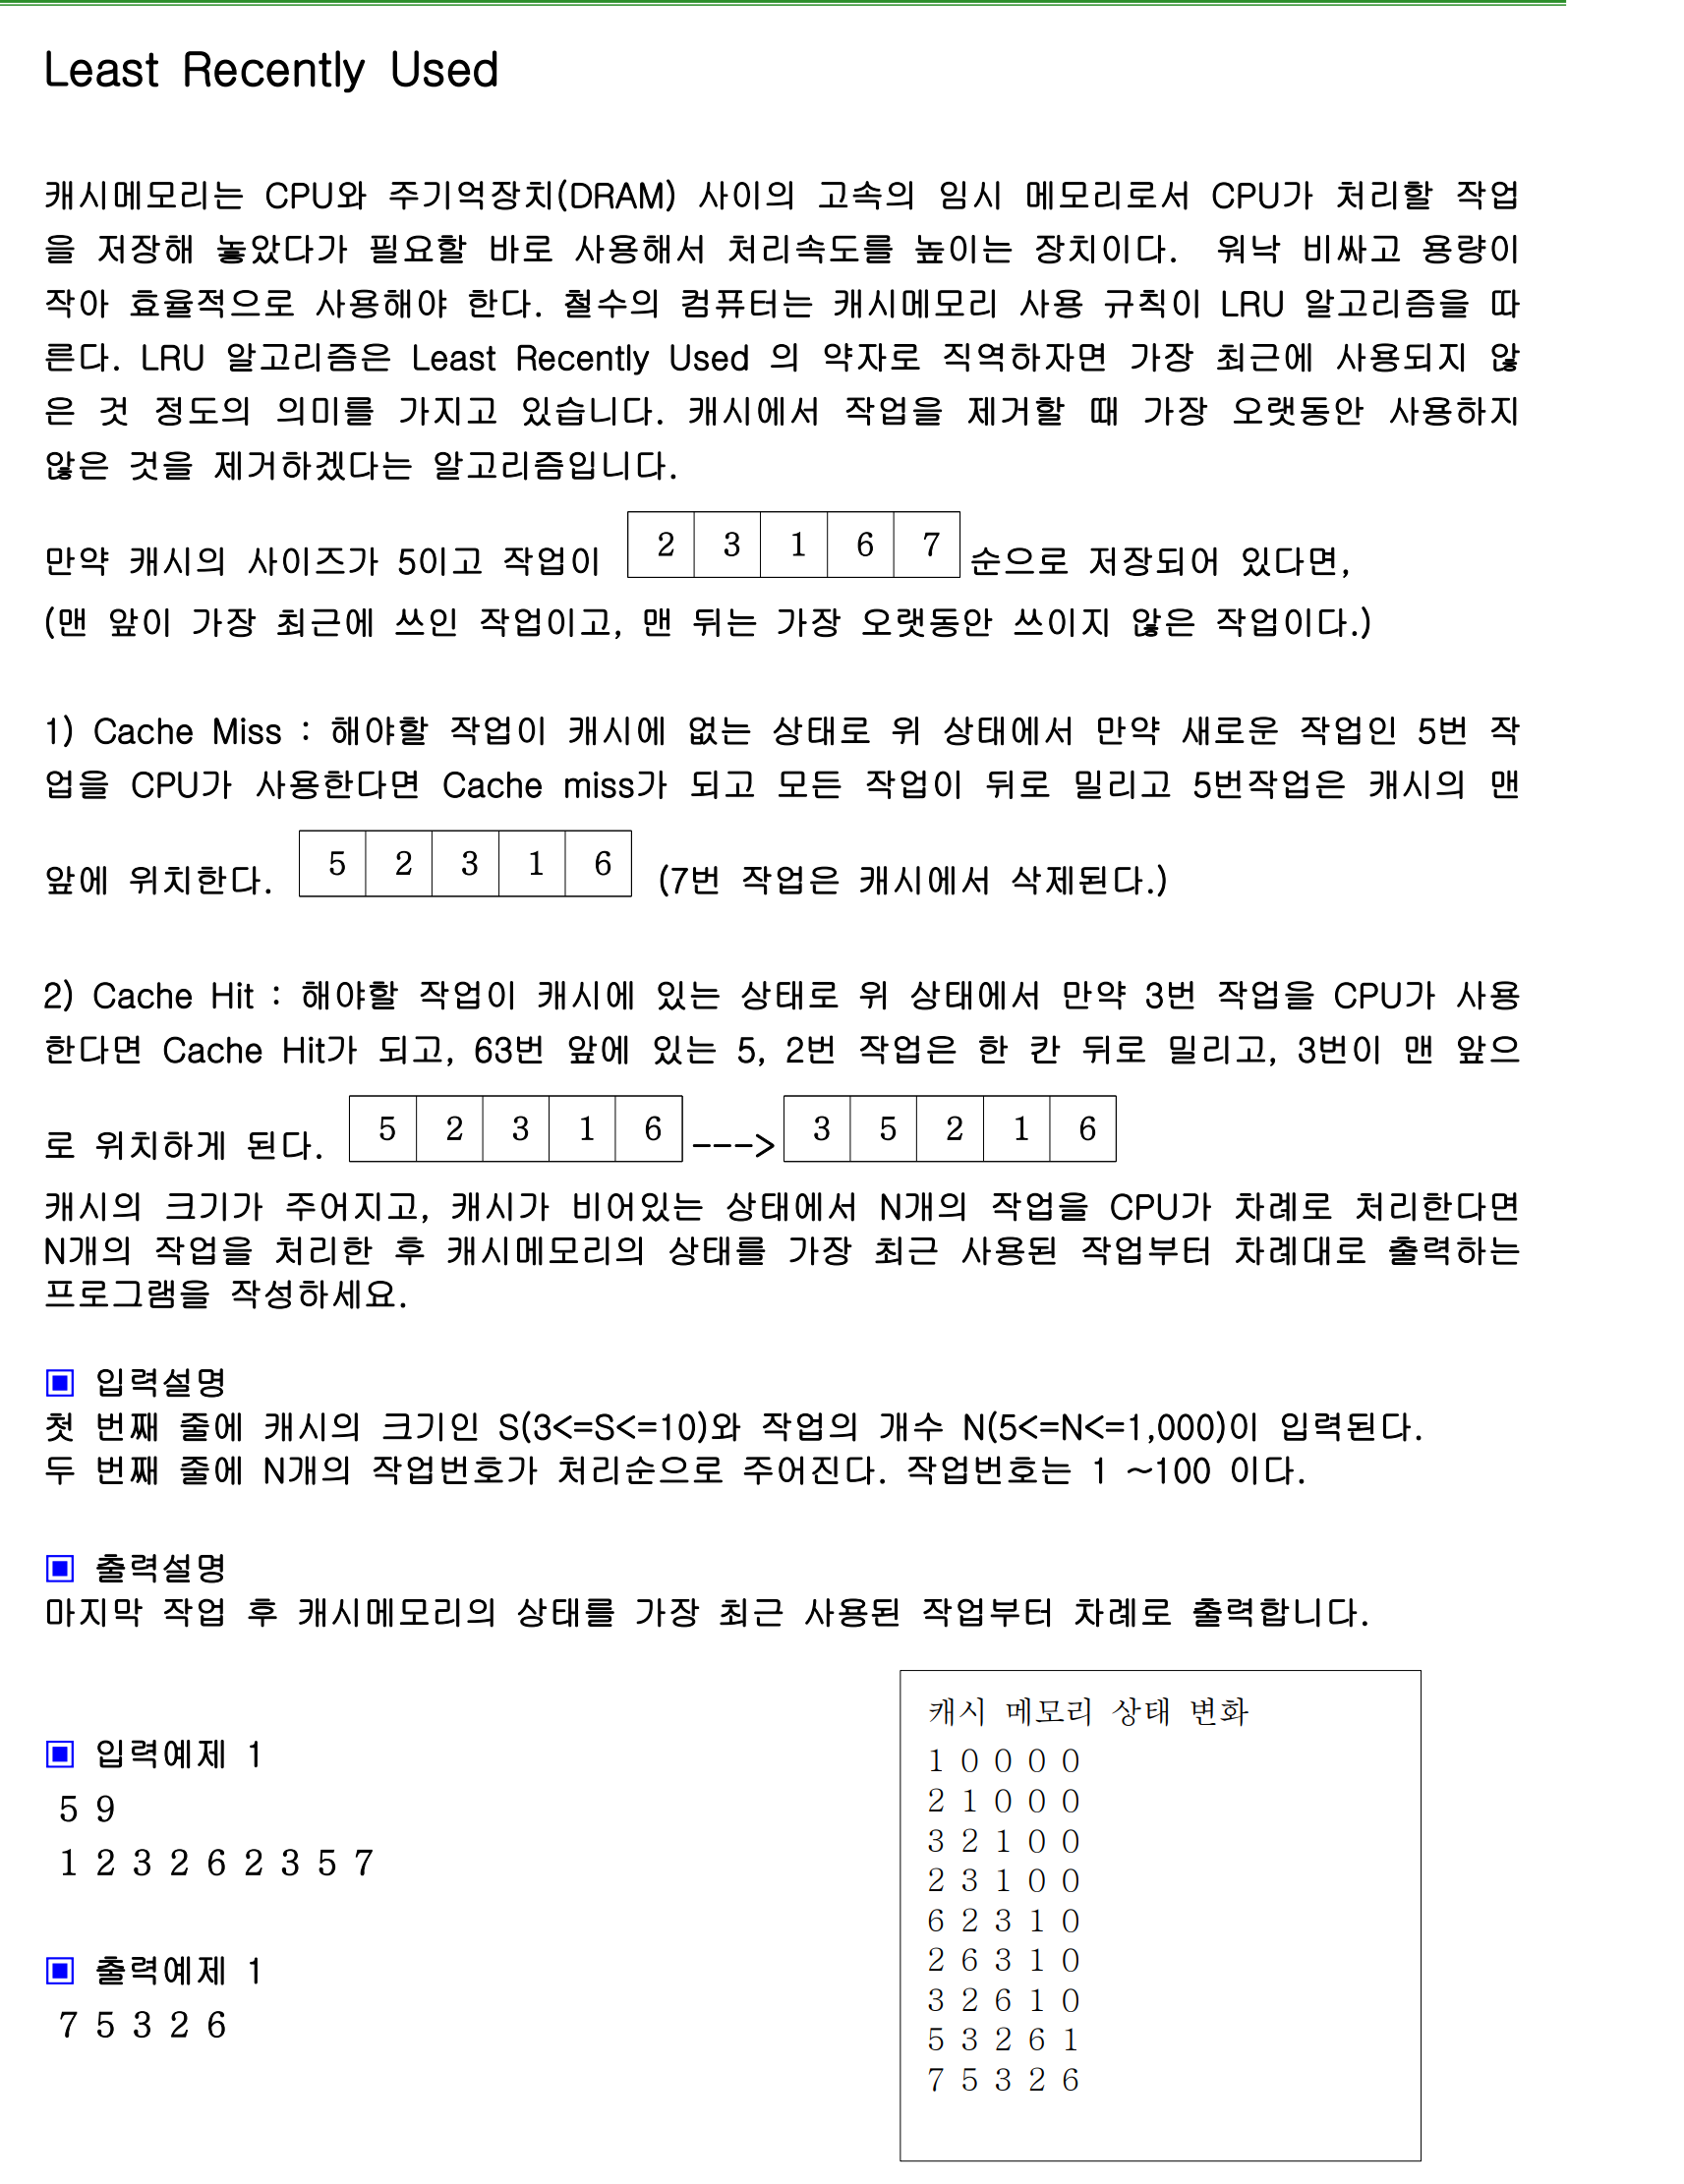 Least Recently Used
캐시메모리는 CPU와 주기억장치(DRAM) 사이의 고속의 임시 메모리로서 CPU가 처리할 작업
을 저장해 놓았다가 필요할 바로 사용해서 처리속도를 높이는 장치이다. 워낙 비싸고 용량이
작아 효율적으로 사용해야 한다. 철수의 컴퓨터는 캐시메모리 사용 규칙이 LRU 알고리즘을 따
른다. LRU 알고리즘은 Least Recently Used 의 약자로 직역하자면 가장 최근에 사용되지 않
은 것 정도의 의미를 가지고 있습니다. 캐시에서 작업을 제거할 때 가장 오랫동안 사용하지
않은 것을 제거하겠다는 알고리즘입니다.
만약 캐시의 사이즈가 5이고 작업이 2 3 1 6 7 순으로 저장되어 있다면,
(맨 앞이 가장 최근에 쓰인 작업이고, 맨 뒤는 가장 오랫동안 쓰이지 않은 작업이다.)
1) Cache Miss : 해야할 작업이 캐시에 없는 상태로 위 상태에서 만약 새로운 작업인 5번 작
업을 CPU가 사용한다면 Cache miss가 되고 모든 작업이 뒤로 밀리고 5번작업은 캐시의 맨
앞에 위치한다. 5 2 3 1 6 (7번 작업은 캐시에서 삭제된다.)
2) Cache Hit : 해야할 작업이 캐시에 있는 상태로 위 상태에서 만약 3번 작업을 CPU가 사용
한다면 Cache Hit가 되고, 63번 앞에 있는 5, 2번 작업은 한 칸 뒤로 밀리고, 3번이 맨 앞으
로 위치하게 된다. 5 2 3 1 6 ---> 3 5 2 1 6
캐시의 크기가 주어지고, 캐시가 비어있는 상태에서 N개의 작업을 CPU가 차례로 처리한다면
N개의 작업을 처리한 후 캐시메모리의 상태를 가장 최근 사용된 작업부터 차례대로 출력하는
프로그램을 작성하세요.
▣ 입력설명
첫 번째 줄에 캐시의 크기인 S(3<=S<=10)와 작업의 개수 N(5<=N<=1,000)이 입력된다.
두 번째 줄에 N개의 작업번호가 처리순으로 주어진다. 작업번호는 1 ~100 이다.
▣ 출력설명
마지막 작업 후 캐시메모리의 상태를 가장 최근 사용된 작업부터 차례로 출력합니다.
▣ 입력예제 1
5 9
1 2 3 2 6 2 3 5 7
▣ 출력예제 1
7 5 3 2 6
캐시 메모리 상태 변화
1 0 0 0 0
2 1 0 0 0
3 2 1 0 0
2 3 1 0 0
6 2 3 1 0
2 6 3 1 0
3 2 6 1 0
5 3 2 6 1
7 5 3 2 6